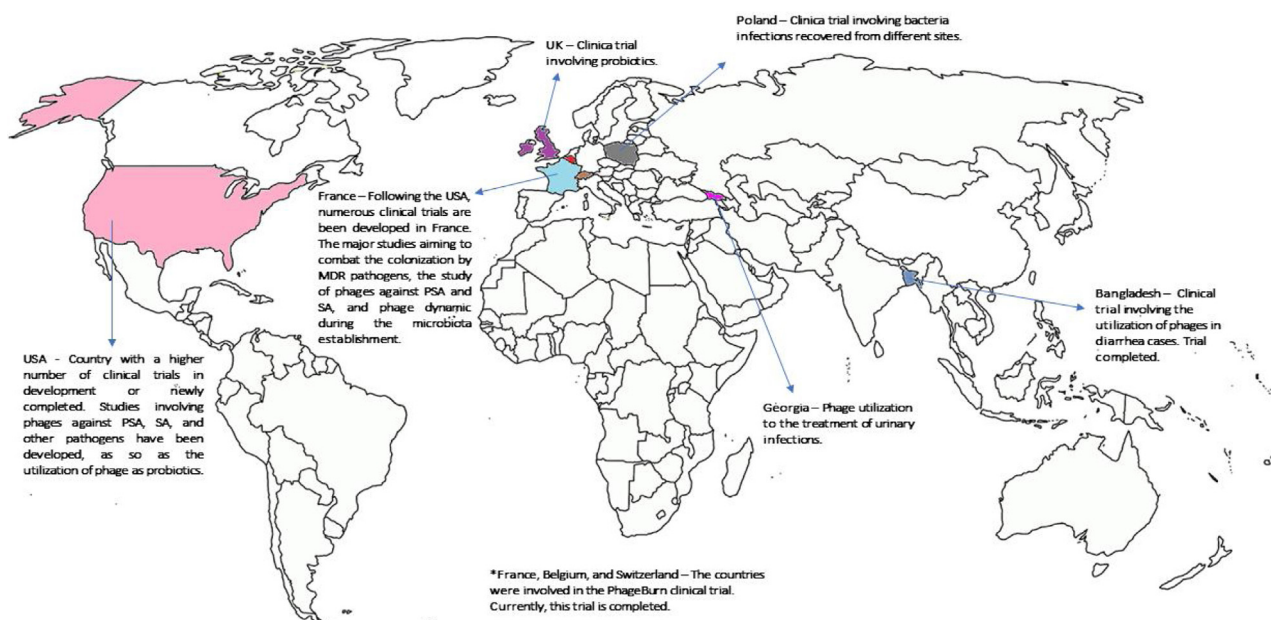 Poland – Clinica trial involving bacteria
infections recovered from different sites.
UK – Clinica trial
involving probiotics.
France – Following the USA,
numerous clinical trials are
been developed in France.
The major studies aiming to
combat the colonization by
MDR pathogens, the study
of phages against PSA and
SA, and phage dynamic
during the microbiota
establishment.
Bangladesh – Clinical
trial involving the
utilization of phages in
diarrhea cases. Trial
completed.
USA - Country with a higher
number of clinical trials in
development or newly
completed. Studies involving
phages against PSA, SA, and
other pathogens have been
developed, as so as the
utilization of phage as probiotics.
Georgia – Phage utilization
to the treatment of urinary
infections.
*France, Belgium, and Switzerland – The countries
were involved in the PhageBurn clinical trial.
Currently, this trial is completed.